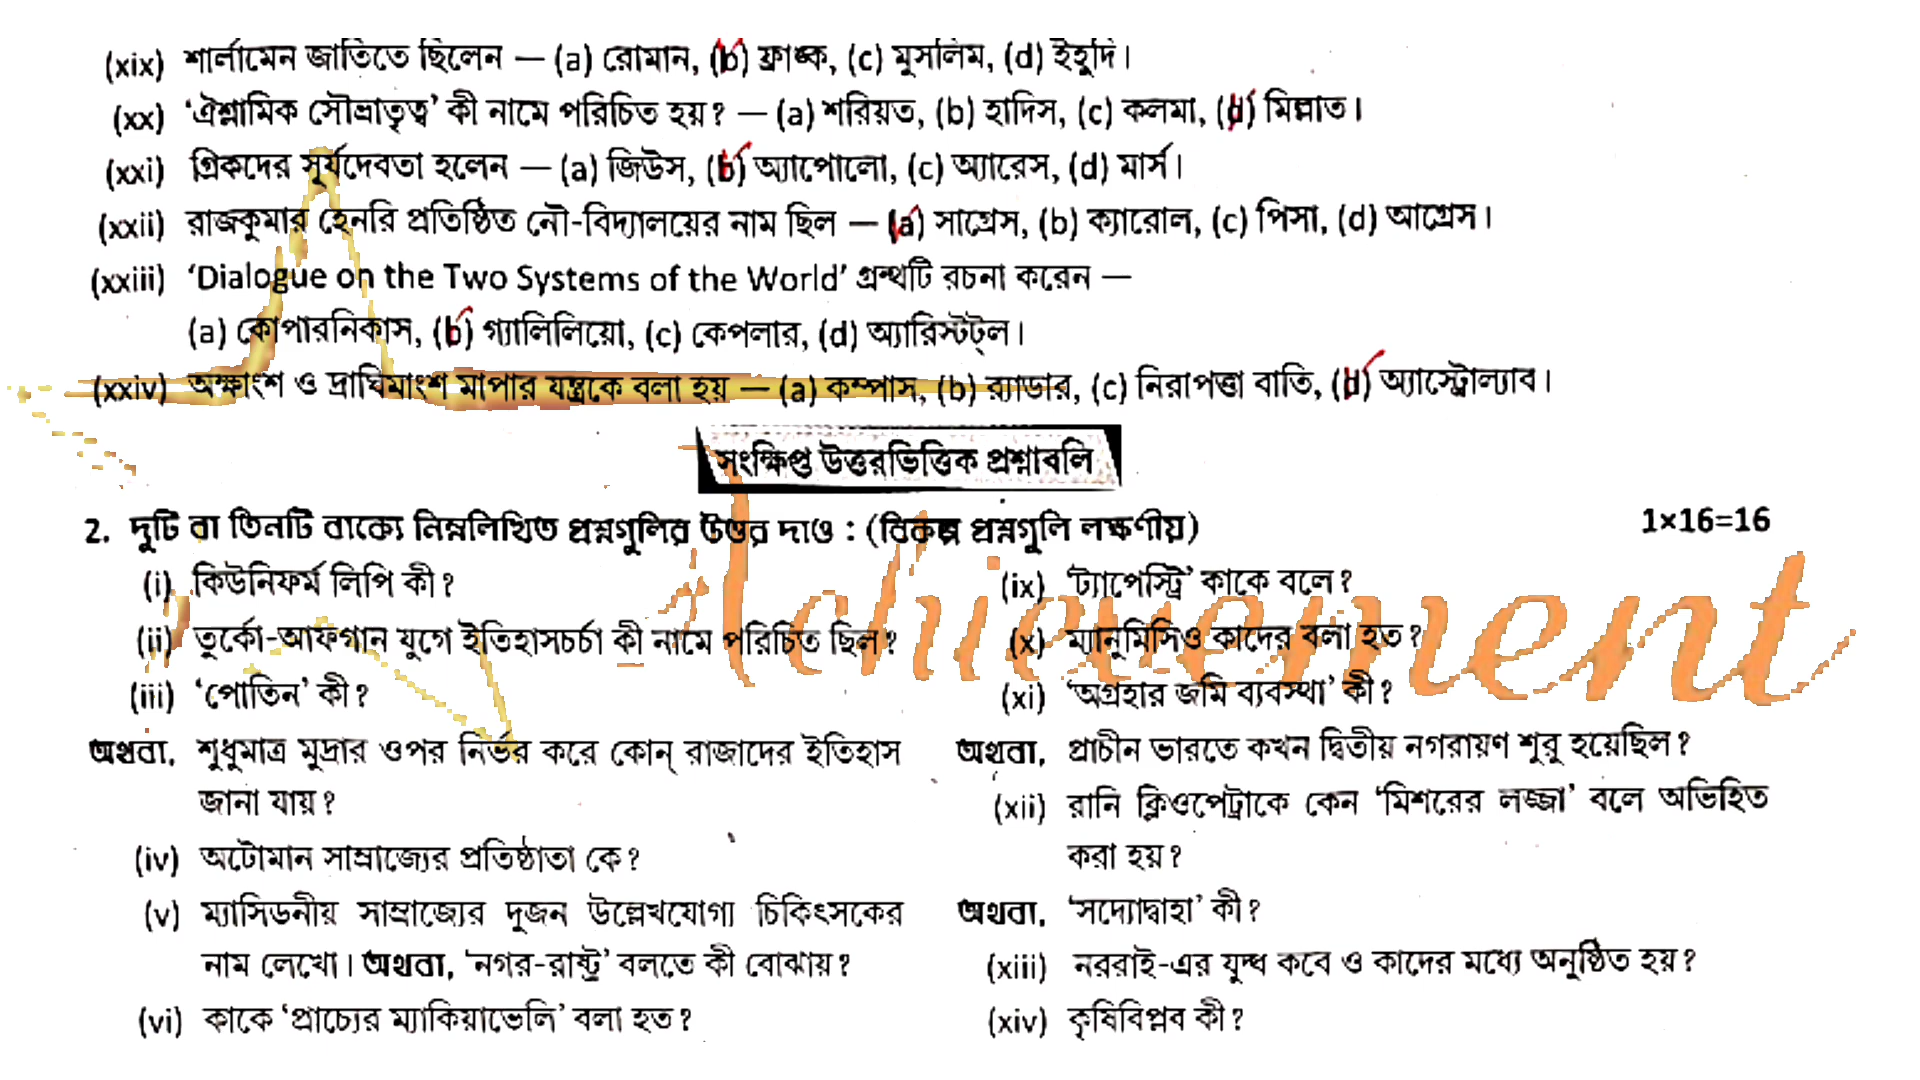 (xix) শার্লামেন জাতিতে ছিলেন — (a) রোমান, (b) ফ্রাঙ্ক, (c) মুসলিম, (d) ইহুদি।
(xx) ‘ঐশ্লামিক সৌভ্রাতৃত্ব’ কী নামে পরিচিত হয়? — (a) শরিয়ত, (b) হাদিস, (c) কলমা, (d) মিল্লাত।
(xxi) গ্রিকদের সূর্যদেবতা হলেন — (a) জিউস, (b) অ্যাপোলো, (c) অ্যারেস, (d) মার্স।
(xxii) রাজকুমার হেনরি প্রতিষ্ঠিত নৌ-বিদ্যালয়ের নাম ছিল — (a) সাগ্রেস, (b) ক্যারোল, (c) পিসা, (d) আগ্রেস।
(xxiii) ‘Dialogue on the Two Systems of the World’ গ্রন্থটি রচনা করেন —
(a) কোপারনিকাস, (b) গ্যালিলিয়ো, (c) কেপলার, (d) অ্যারিস্টট্ল।
(xxiv) অক্ষাংশ ও দ্রাঘিমাংশ মাপার যন্ত্রকে বলা হয় — (a) কম্পাস, (b) র‍্যাডার, (c) নিরাপত্তা বাতি, (d) অ্যাস্ট্রোল্যাব।
সংক্ষিপ্ত উত্তরভিত্তিক প্রশ্নাবলি
2. দুটি বা তিনটি বাক্যে নিম্নলিখিত প্রশ্নগুলির উত্তর দাও : (বিকল্প প্রশ্নগুলি লক্ষণীয়) 1×16=16
(i) কিউনিফর্ম লিপি কী?
(ii) তুর্কো-আফগান যুগে ইতিহাসচর্চা কী নামে পরিচিত ছিল?
(iii) ‘পোতিন’ কী?
অথবা, শুধুমাত্র মুদ্রার ওপর নির্ভর করে কোন্ রাজাদের ইতিহাস
জানা যায়?
(iv) অটোমান সাম্রাজ্যের প্রতিষ্ঠাতা কে?
(v) ম্যাসিডনীয় সাম্রাজ্যের দুজন উল্লেখযোগ্য চিকিৎসকের
নাম লেখো। অথবা, ‘নগর-রাষ্ট্র’ বলতে কী বোঝায়?
(vi) কাকে ‘প্রাচ্যের ম্যাকিয়াভেলি’ বলা হত?
(ix) ‘ট্যাপেস্ট্রি’ কাকে বলে?
(x) ম্যানুমিসিও কাদের বলা হত?
(xi) ‘অগ্রহার জমি ব্যবস্থা’ কী?
অথবা, প্রাচীন ভারতে কখন দ্বিতীয় নগরায়ণ শুরু হয়েছিল?
(xii) রানি ক্লিওপেট্রাকে কেন ‘মিশরের লজ্জা’ বলে অভিহিত
করা হয়?
অথবা, ‘সদ্যোদ্বাহা’ কী?
(xiii) নররাই-এর যুদ্ধ কবে ও কাদের মধ্যে অনুষ্ঠিত হয়?
(xiv) কৃষিবিপ্লব কী?
Achievement